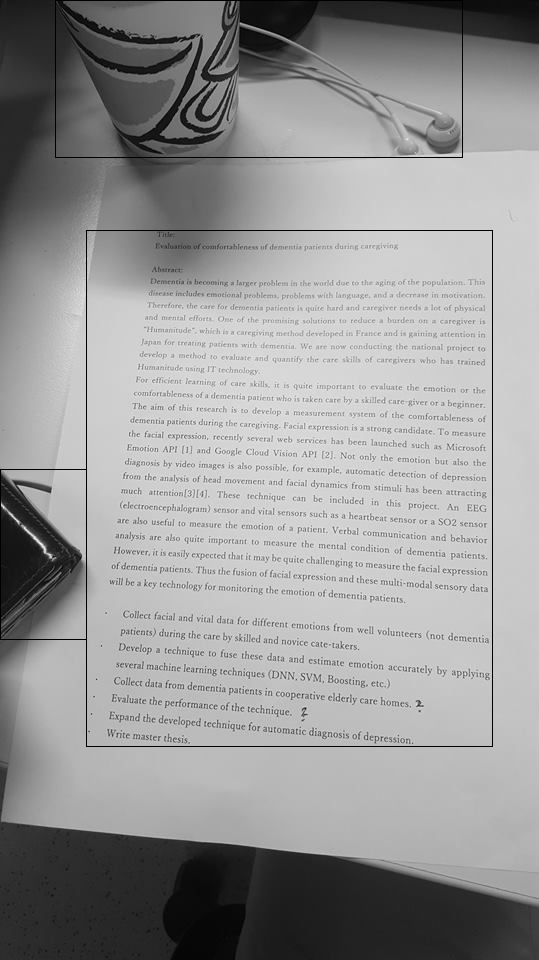 Title:
Evaluation of comfortableness of dementia patients during caregiving
Abstract:
Dementia is becoming a larger problem in the world due to the aging of the population. This
disease includes emotional problems, problems with language, and a decrease in motivation.
Therefore, the care for dementia patients is quite hard and caregiver needs a lot of physical
and mental efforts. One of the promising solutions to reduce a burden on a caregiver is
"Humanitude", which is a caregiving method developed in France and is gaining attention in
Japan for treating patients with dementia. We are now conducting the national project to
develop a method to evaluate and quantify the care skills of caregivers who has trained
Humanitude using IT technology.
For efficient learning of care skills, it is quite important to evaluate the emotion or the
comfortableness of a dementia patient who is taken care by a skilled care-giver or a beginner.
The aim of this research is to develop a measurement system of the comfortableness of
dementia patients during the caregiving. Facial expression is a strong candidate. To measure
the facial expression, recently several web services has been launched such as Microsoft
Emotion API [1] and Google Cloud Vision API [2]. Not only the emotion but also the
diagnosis by video images is also possible, for example, automatic detection of depression
from the analysis of head movement and facial dynamics from stimuli has been attracting
much attention[3][4]. These technique can be included in this project. An EEG
(electroencephalogram) sensor and vital sensors such as a heartbeat sensor or a SO2 sensor
are also useful to measure the emotion of a patient. Verbal communication and behavior
analysis are also quite important to measure the mental condition of dementia patients.
However, it is easily expected that it may be quite challenging to measure the facial expression
of dementia patients. Thus the fusion of facial expression and these multi-modal sensory data
will be a key technology for monitoring the emotion of dementia patients.
· Collect facial and vital data for different emotions from well volunteers (not dementia
patients) during the care by skilled and novice cate-takers.
· Develop a technique to fuse these data and estimate emotion accurately by applying
several machine learning techniques (DNN, SVM, Boosting, etc.)
· Collect data from dementia patients in cooperative elderly care homes. ?
· Evaluate the performance of the technique. ?
· Expand the developed technique for automatic diagnosis of depression.
· Write master thesis.